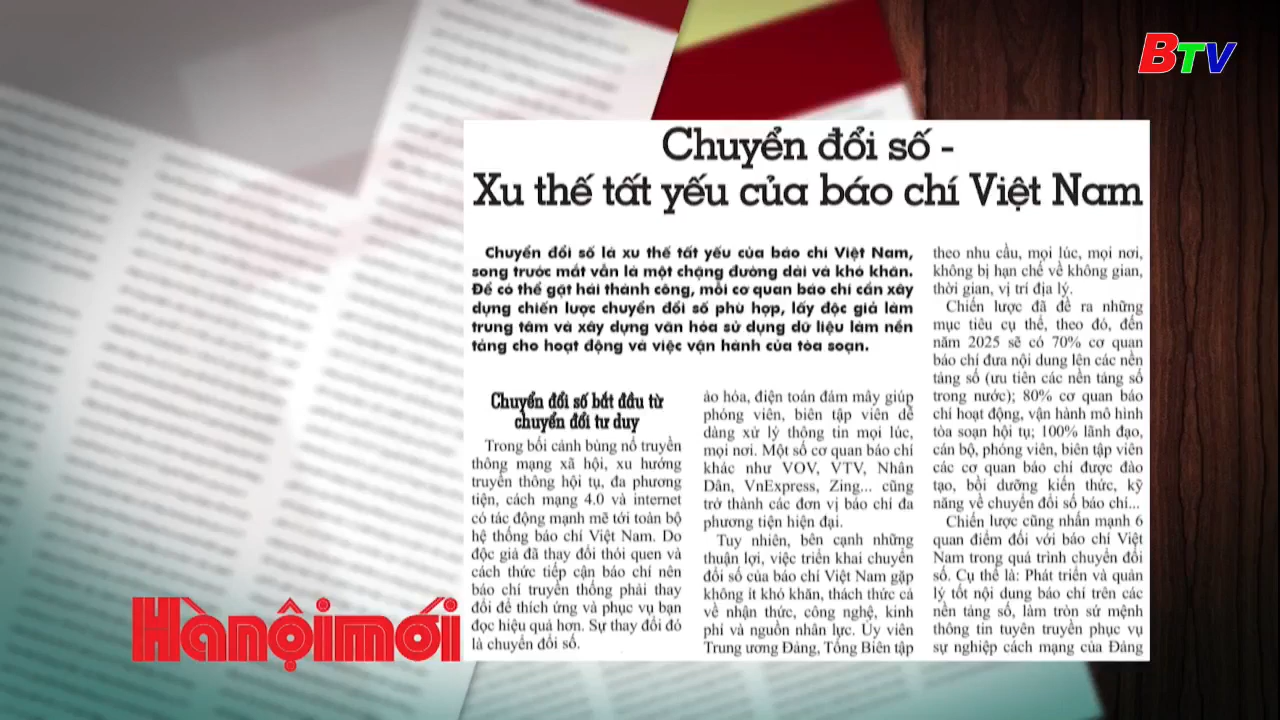 BTV
Chuyển đổi số -
Xu thế tất yếu của báo chí Việt Nam
Chuyển đổi số là xu thế tất yếu của báo chí Việt Nam,
song trước mắt vẫn là một chặng đường dài và khó khăn.
Để có thể gặt hái thành công, mỗi cơ quan báo chí cần xây
dựng chiến lược chuyển đổi số phù hợp, lấy độc giả làm
trung tâm và xây dựng văn hóa sử dụng dữ liệu làm nền
tảng cho hoạt động và việc vận hành của tòa soạn.
Chuyển đổi số bắt đầu từ
chuyển đổi tư duy
Trong bối cảnh bùng nổ truyền
thông mạng xã hội, xu hướng
truyền thông hội tụ, đa phương
tiện, cách mạng 4.0 và internet
có tác động mạnh mẽ tới toàn bộ
hệ thống báo chí Việt Nam. Do
độc giả đã thay đổi thói quen và
cách thức tiếp cận báo chí nên
báo chí truyền thống phải thay
đổi để thích ứng và phục vụ bạn
đọc hiệu quả hơn. Sự thay đổi đó
là chuyển đổi số.
ảo hóa, điện toán đám mây giúp
phóng viên, biên tập viên dễ
dàng xử lý thông tin mọi lúc,
mọi nơi. Một số cơ quan báo chí
khác như VOV, VTV, Nhân
Dân, VnExpress, Zing... cũng
trở thành các đơn vị báo chí đa
phương tiện hiện đại.
Tuy nhiên, bên cạnh những
thuận lợi, việc triển khai chuyển
đổi số của báo chí Việt Nam gặp
không ít khó khăn, thách thức cả
về nhận thức, công nghệ, kinh
phí và nguồn nhân lực. Ủy viên
Trung ương Đảng, Tổng Biên tập
theo nhu cầu, mọi lúc, mọi nơi,
không bị hạn chế về không gian,
thời gian, vị trí địa lý.
Chiến lược đã đề ra những
mục tiêu cụ thể, theo đó, đến
năm 2025 sẽ có 70% cơ quan
báo chí đưa nội dung lên các nền
tảng số (ưu tiên các nền tảng số
trong nước); 80% cơ quan báo
chí hoạt động, vận hành mô hình
tòa soạn hội tụ; 100% lãnh đạo,
cán bộ, phóng viên, biên tập viên
các cơ quan báo chí được đào
tạo, bồi dưỡng kiến thức, kỹ
năng về chuyển đổi số báo chí...
Chiến lược cũng nhấn mạnh 6
quan điểm đối với báo chí Việt
Nam trong quá trình chuyển đổi
số. Cụ thể là: Phát triển và quản
lý tốt nội dung báo chí trên các
nền tảng số, làm tròn sứ mệnh
thông tin tuyên truyền phục vụ
sự nghiệp cách mạng của Đảng
Hànộimới